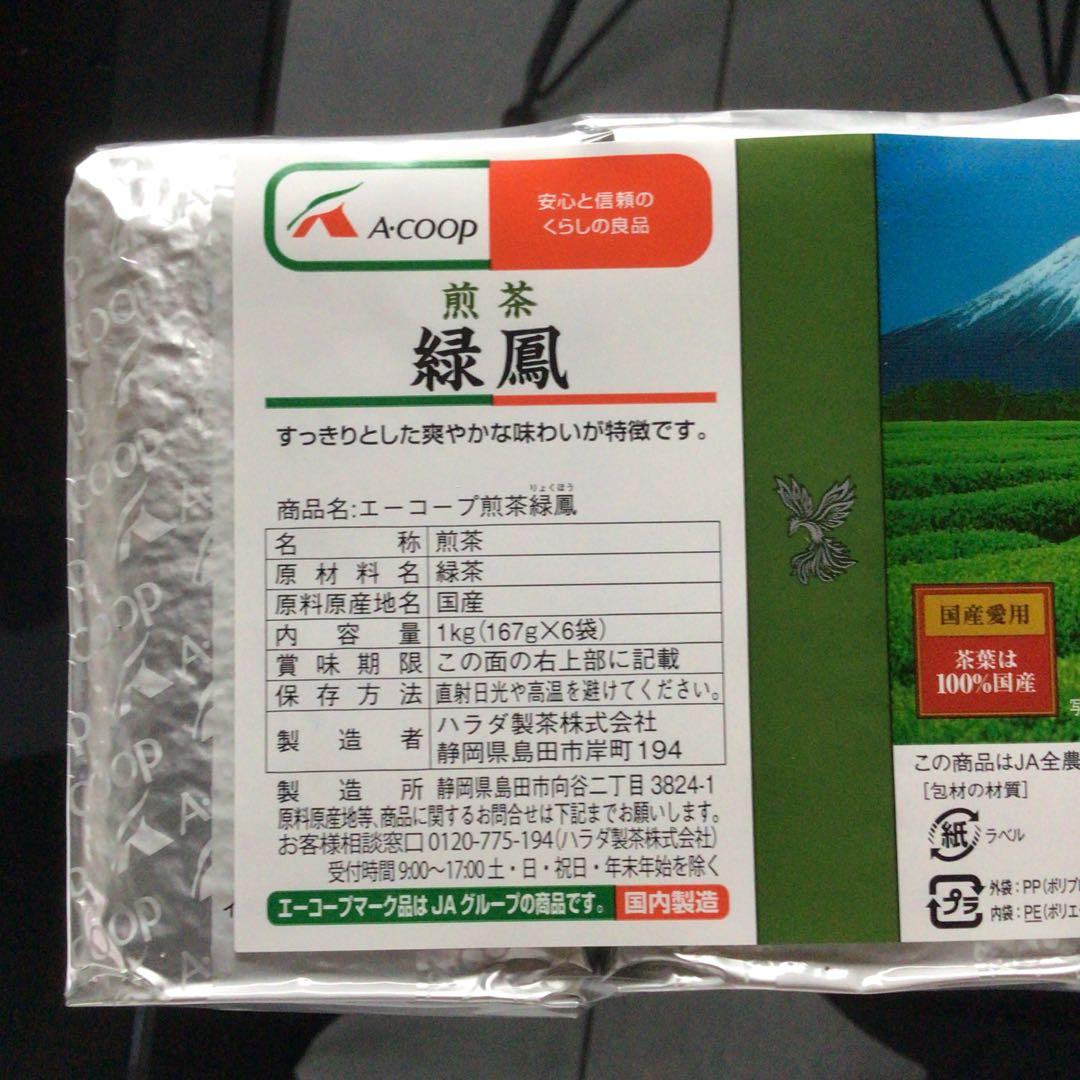 A·COOP
安心と信頼の
くらしの良品
煎茶
緑鳳
すっきりとした爽やかな味わいが特徴です。
りょくほう
商品名:エーコープ煎茶緑鳳
名称 煎茶
原材料名 緑茶
原料原産地名 国産
内容量 1kg(167g×6袋)
賞味期限 この面の右上部に記載
保存方法 直射日光や高温を避けてください。
製造者 ハラダ製茶株式会社
静岡県島田市岸町194
製造所 静岡県島田市向谷二丁目3824-1
原料原産地等、商品に関するお問合せは下記までお願いします。
お客様相談窓口0120-775-194(ハラダ製茶株式会社)
受付時間9:00〜17:00 土・日・祝日・年末年始を除く
エーコープマーク品はJAグループの商品です。
国内製造
国産愛用
茶葉は
100%国産
この商品はJA全農
[包材の材質]
紙 ラベル
プラ
外袋:PP(ポリプ
内袋:PE(ポリエ